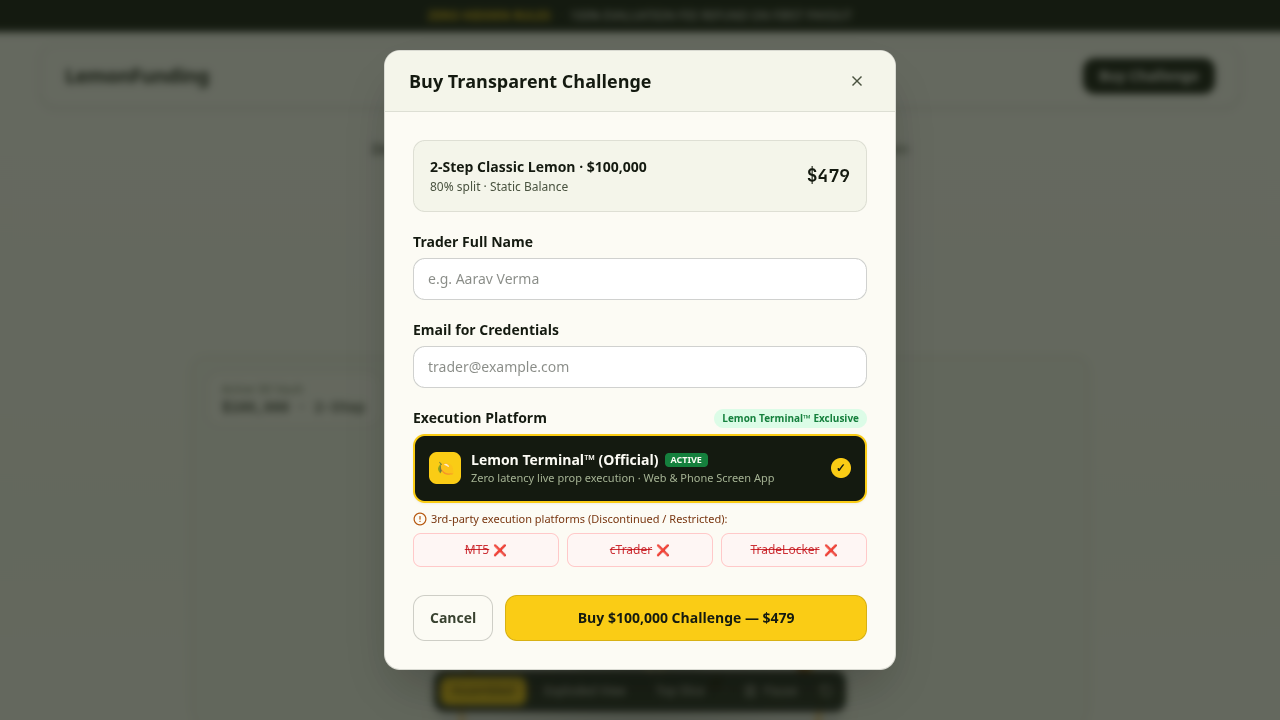 LemonFunding
Buy Challenge
Buy Transparent Challenge
2-Step Classic Lemon · $100,000
80% split · Static Balance
$479
Trader Full Name
e.g. Aarav Verma
Email for Credentials
trader@example.com
Execution Platform
Lemon Terminal™ Exclusive
Lemon Terminal™ (Official)
ACTIVE
Zero latency live prop execution · Web & Phone Screen App
3rd-party execution platforms (Discontinued / Restricted):
MT5 ❌
cTrader ❌
TradeLocker ❌
Cancel
Buy $100,000 Challenge — $479